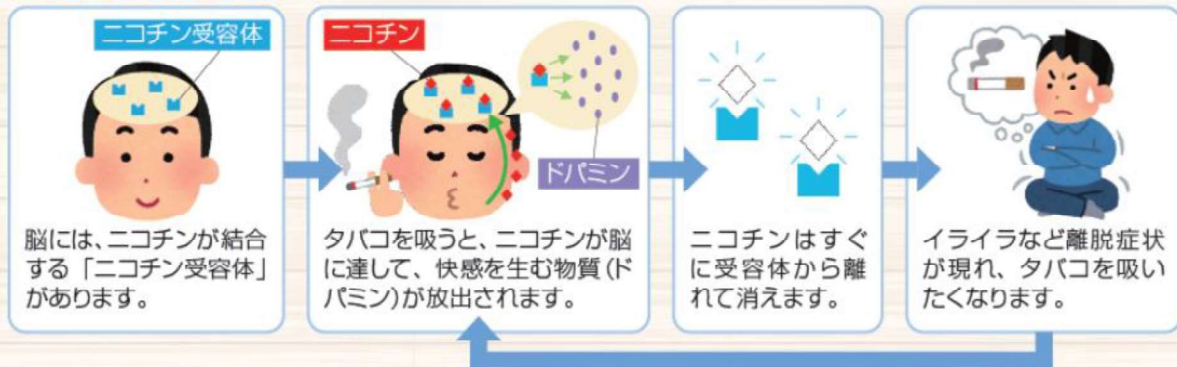 ニコチン受容体
脳には、ニコチンが結合
する「ニコチン受容体」
があります。
ニコチン
ドパミン
タバコを吸うと、ニコチンが脳
に達して、快感を生む物質(ド
パミン)が放出されます。
ニコチンはすぐ
に受容体から離
れて消えます。
イライラなど離脱症状
が現れ、タバコを吸い
たくなります。